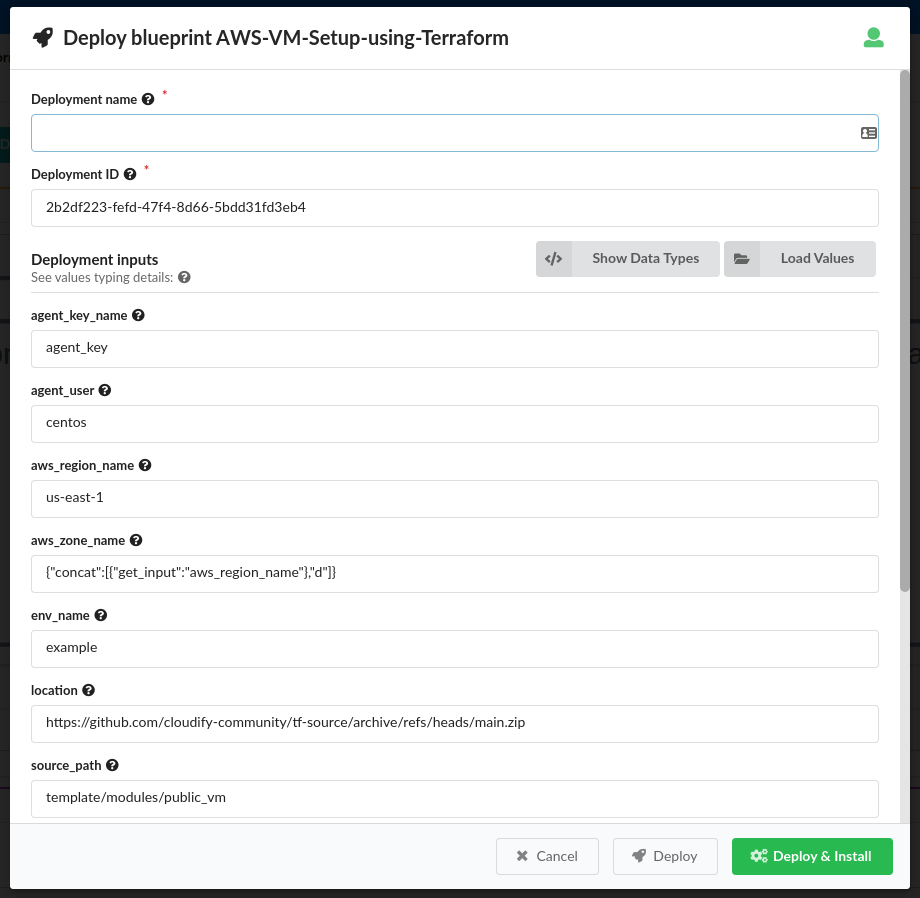 Deploy blueprint AWS-VM-Setup-using-Terraform
Deployment name *
Deployment ID *
2b2df223-fefd-47f4-8d66-5bdd31fd3eb4
Deployment inputs
See values typing details:
Show Data Types
Load Values
agent_key_name
agent_key
agent_user
centos
aws_region_name
us-east-1
aws_zone_name
{"concat":[{"get_input":"aws_region_name"},"d"]}
env_name
example
location
https://github.com/cloudify-community/tf-source/archive/refs/heads/main.zip
source_path
template/modules/public_vm
Cancel
Deploy
Deploy & Install